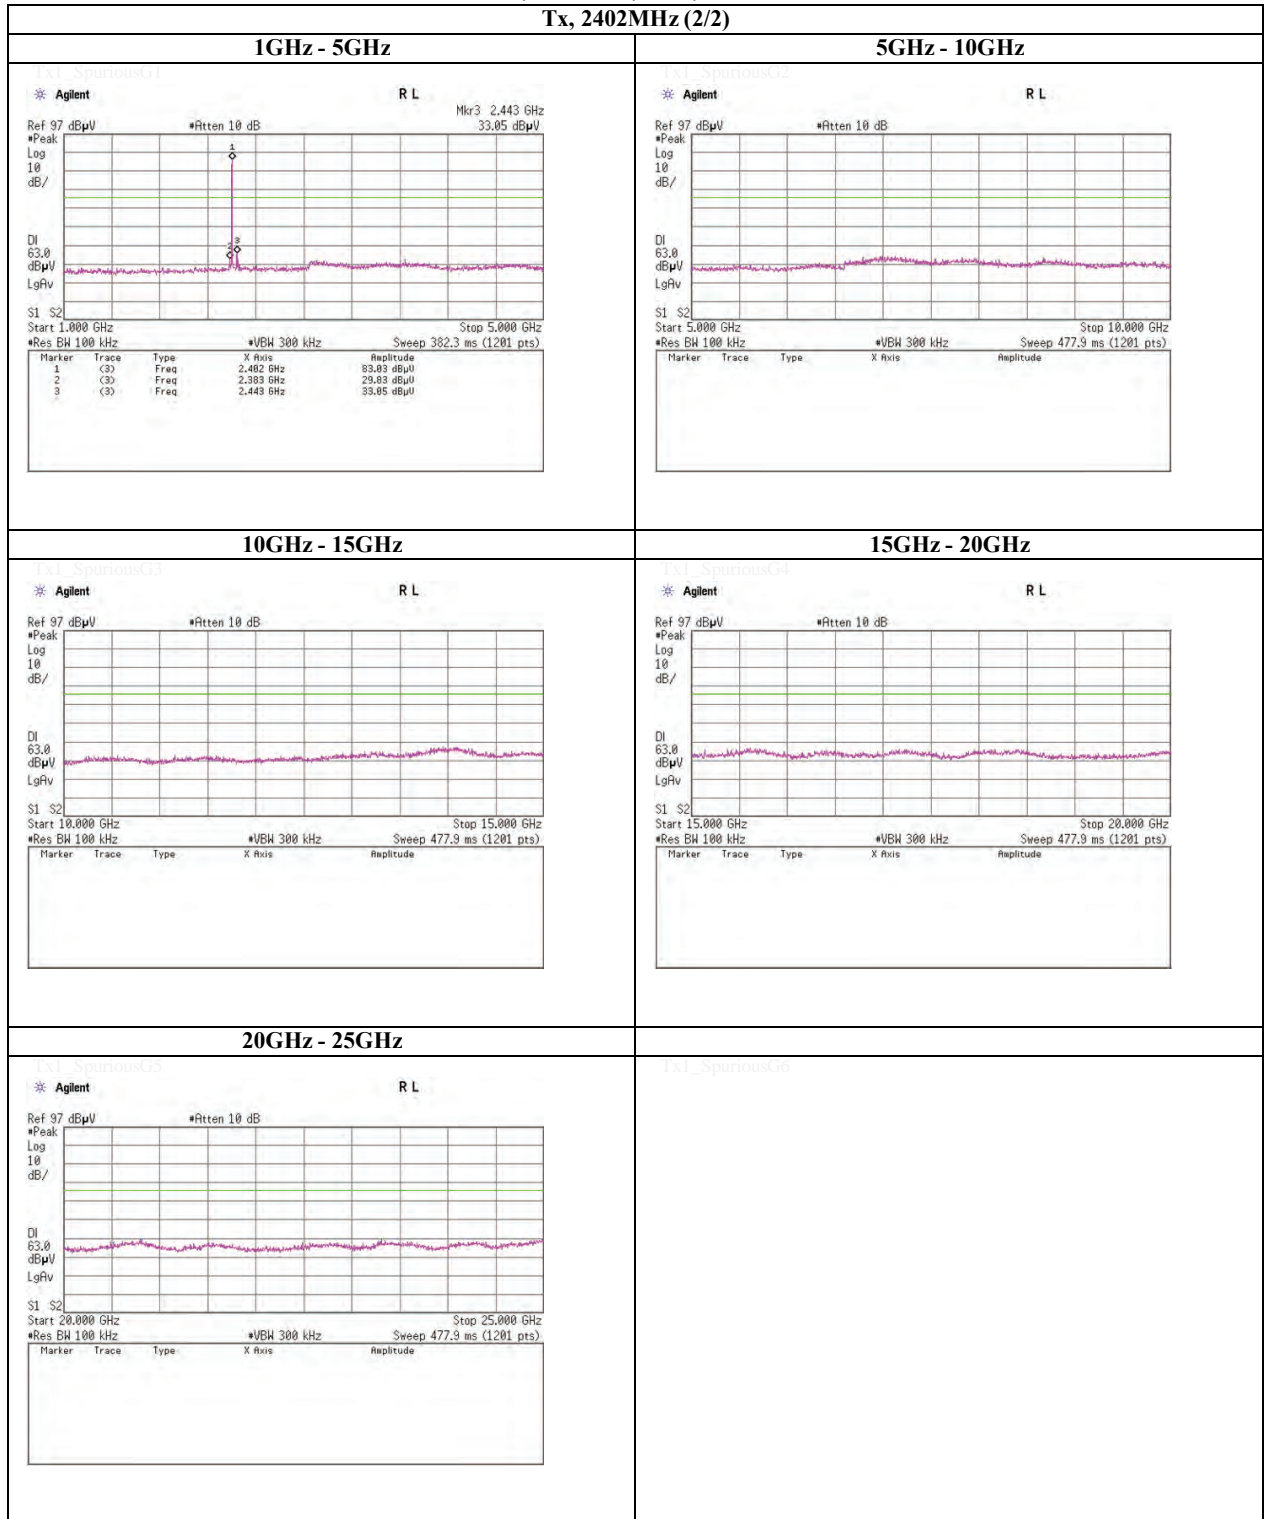 Tx, 2402MHz (2/2)
1GHz - 5GHz
5GHz - 10GHz
Tx1_SpuriousG1
Agilent
R L
Mkr3 2.443 GHz
Ref 97 dBµV
#Atten 10 dB
33.05 dBµV
#Peak
Log
10
dB/
1
2
3
DI
63.0
dBµV
LgAv
S1 S2
Start 1.000 GHz
Stop 5.000 GHz
#Res BW 100 kHz
#VBW 300 kHz
Sweep 382.3 ms (1201 pts)
Marker Trace Type X Axis Amplitude
1 (3) Freq 2.402 GHz 83.03 dBµV
2 (3) Freq 2.383 GHz 29.83 dBµV
3 (3) Freq 2.443 GHz 33.05 dBµV
Tx1_SpuriousG2
Agilent
R L
Ref 97 dBµV
#Atten 10 dB
#Peak
Log
10
dB/
DI
63.0
dBµV
LgAv
S1 S2
Start 5.000 GHz
Stop 10.000 GHz
#Res BW 100 kHz
#VBW 300 kHz
Sweep 477.9 ms (1201 pts)
Marker Trace Type X Axis Amplitude
10GHz - 15GHz
15GHz - 20GHz
Tx1_SpuriousG3
Agilent
R L
Ref 97 dBµV
#Atten 10 dB
#Peak
Log
10
dB/
DI
63.0
dBµV
LgAv
S1 S2
Start 10.000 GHz
Stop 15.000 GHz
#Res BW 100 kHz
#VBW 300 kHz
Sweep 477.9 ms (1201 pts)
Marker Trace Type X Axis Amplitude
Tx1_SpuriousG4
Agilent
R L
Ref 97 dBµV
#Atten 10 dB
#Peak
Log
10
dB/
DI
63.0
dBµV
LgAv
S1 S2
Start 15.000 GHz
Stop 20.000 GHz
#Res BW 100 kHz
#VBW 300 kHz
Sweep 477.9 ms (1201 pts)
Marker Trace Type X Axis Amplitude
20GHz - 25GHz
Tx1_SpuriousG5
Agilent
R L
Ref 97 dBµV
#Atten 10 dB
#Peak
Log
10
dB/
DI
63.0
dBµV
LgAv
S1 S2
Start 20.000 GHz
Stop 25.000 GHz
#Res BW 100 kHz
#VBW 300 kHz
Sweep 477.9 ms (1201 pts)
Marker Trace Type X Axis Amplitude
Tx1_SpuriousG6